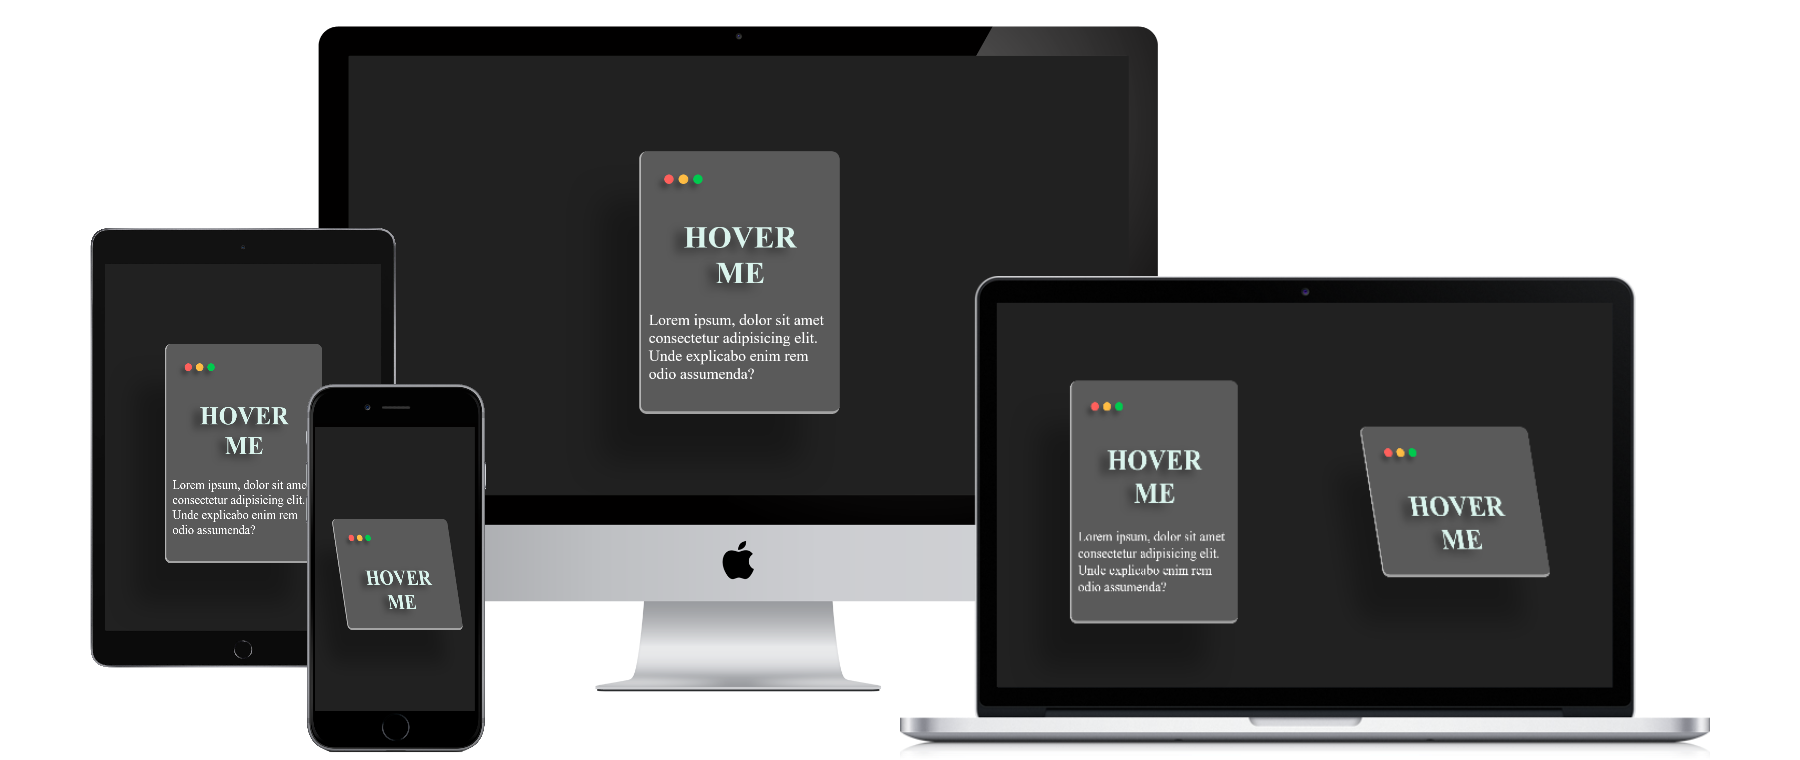 HOVER
ME
Lorem ipsum, dolor sit amet
consectetur adipisicing elit.
Unde explicabo enim rem
odio assumenda?
HOVER
ME
Lorem ipsum, dolor sit ame
consectetur adipisicing elit.
Unde explicabo enim rem
odio assumenda?
HOVER
ME
HOVER
ME
Lorem ipsum, dolor sit amet
consectetur adipisicing elit.
Unde explicabo enim rem
odio assumenda?
HOVER
ME